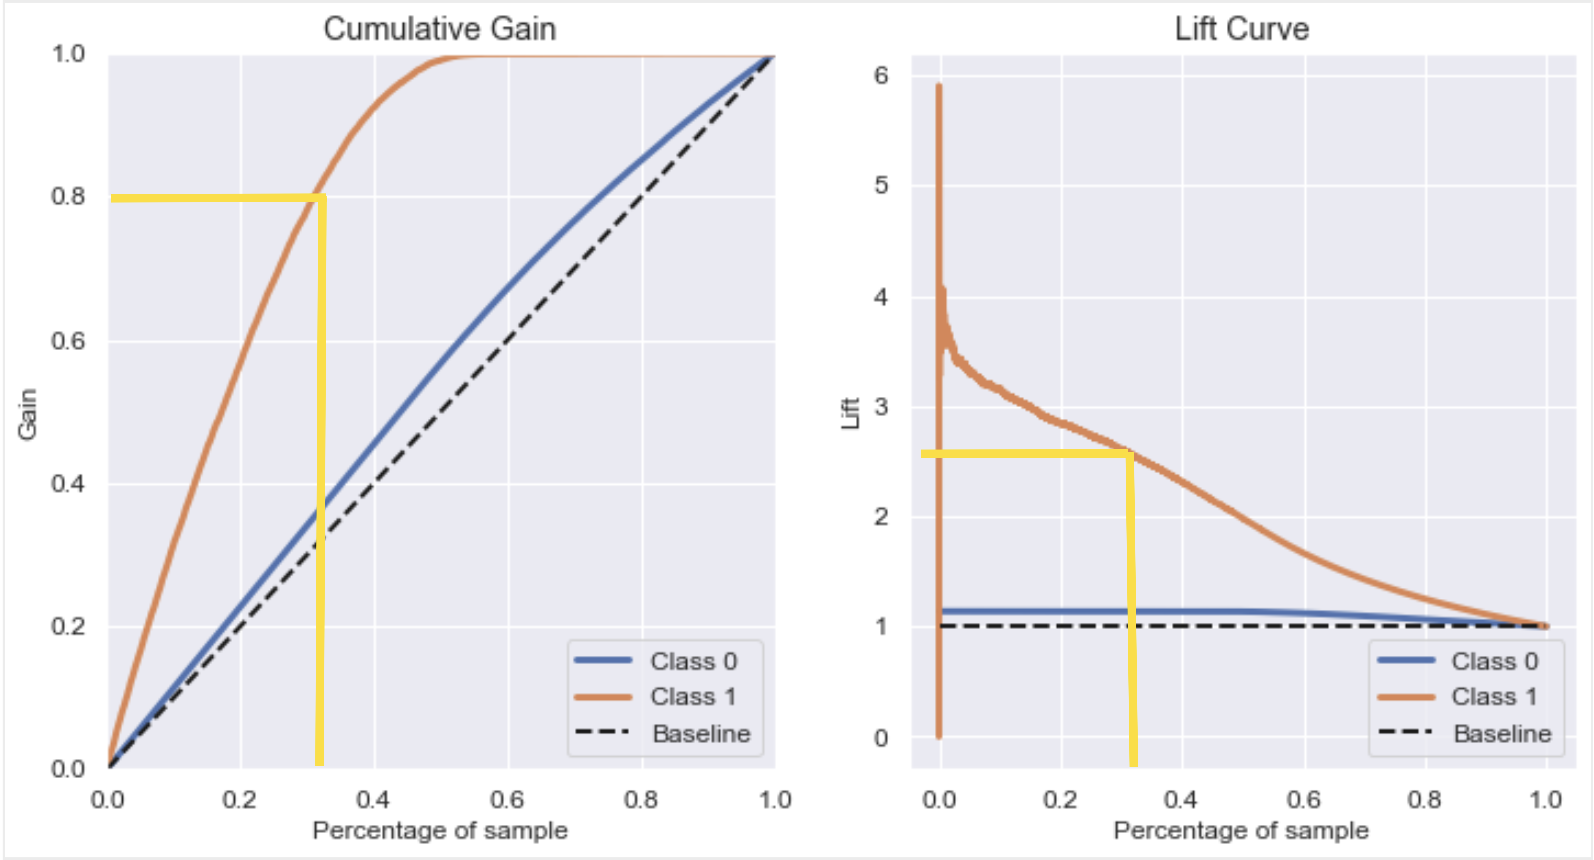 Cumulative Gain
1.0
0.8
0.6
0.4
0.2
0.0
Gain
0.0 0.2 0.4 0.6 0.8 1.0
Percentage of sample
Class 0
Class 1
Baseline
Lift Curve
6
5
4
3
2
1
0
Lift
0.0 0.2 0.4 0.6 0.8 1.0
Percentage of sample
Class 0
Class 1
Baseline